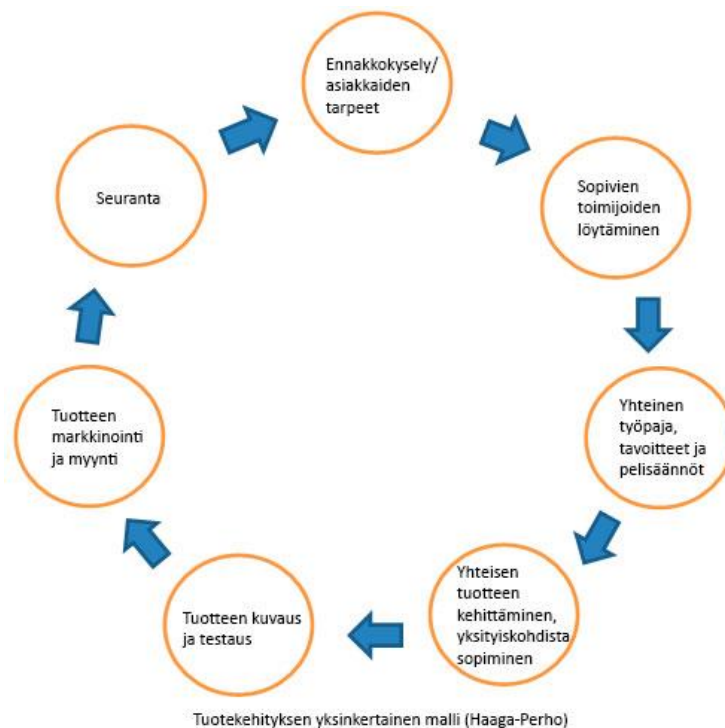 Ennakkokysely/
asiakkaiden
tarpeet
Sopivien
toimijoiden
löytäminen
Yhteinen
työpaja,
tavoitteet ja
pelisäännöt
Yhteisen
tuotteen
kehittäminen,
yksityiskohdista
sopiminen
Tuotteen kuvaus
ja testaus
Tuotteen
markkinointi
ja myynti
Seuranta
Tuotekehityksen yksinkertainen malli (Haaga-Perho)